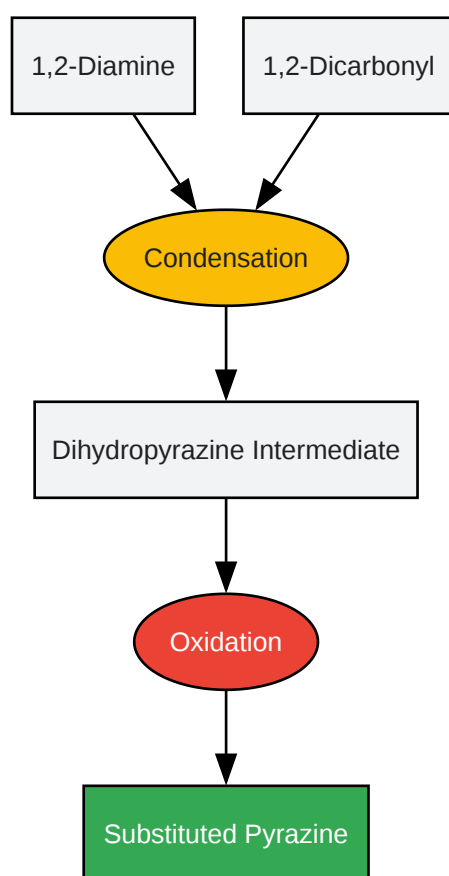 1,2-Diamine
1,2-Dicarbonyl
Condensation
Dihydropyrazine Intermediate
Oxidation
Substituted Pyrazine